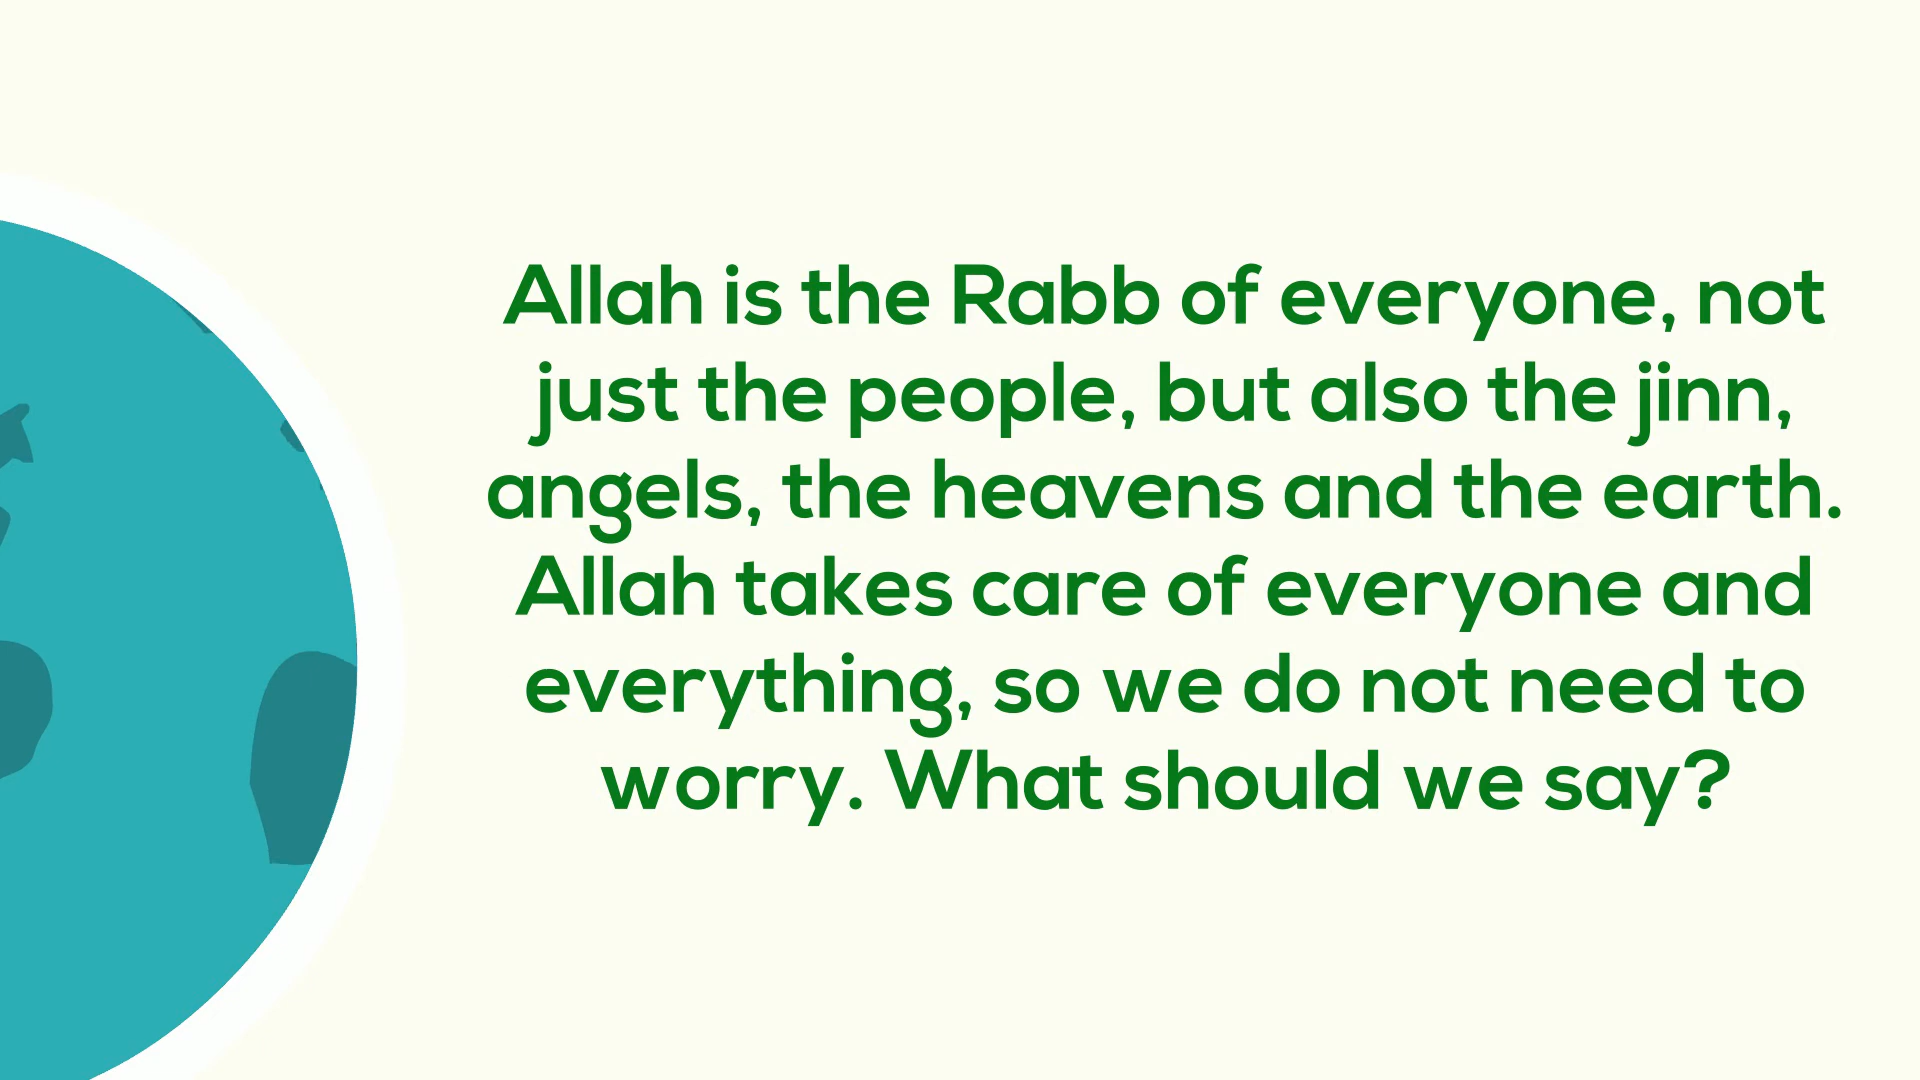 Allah is the Rabb of everyone, not
just the people, but also the jinn,
angels, the heavens and the earth.
Allah takes care of everyone and
everything, so we do not need to
worry. What should we say?